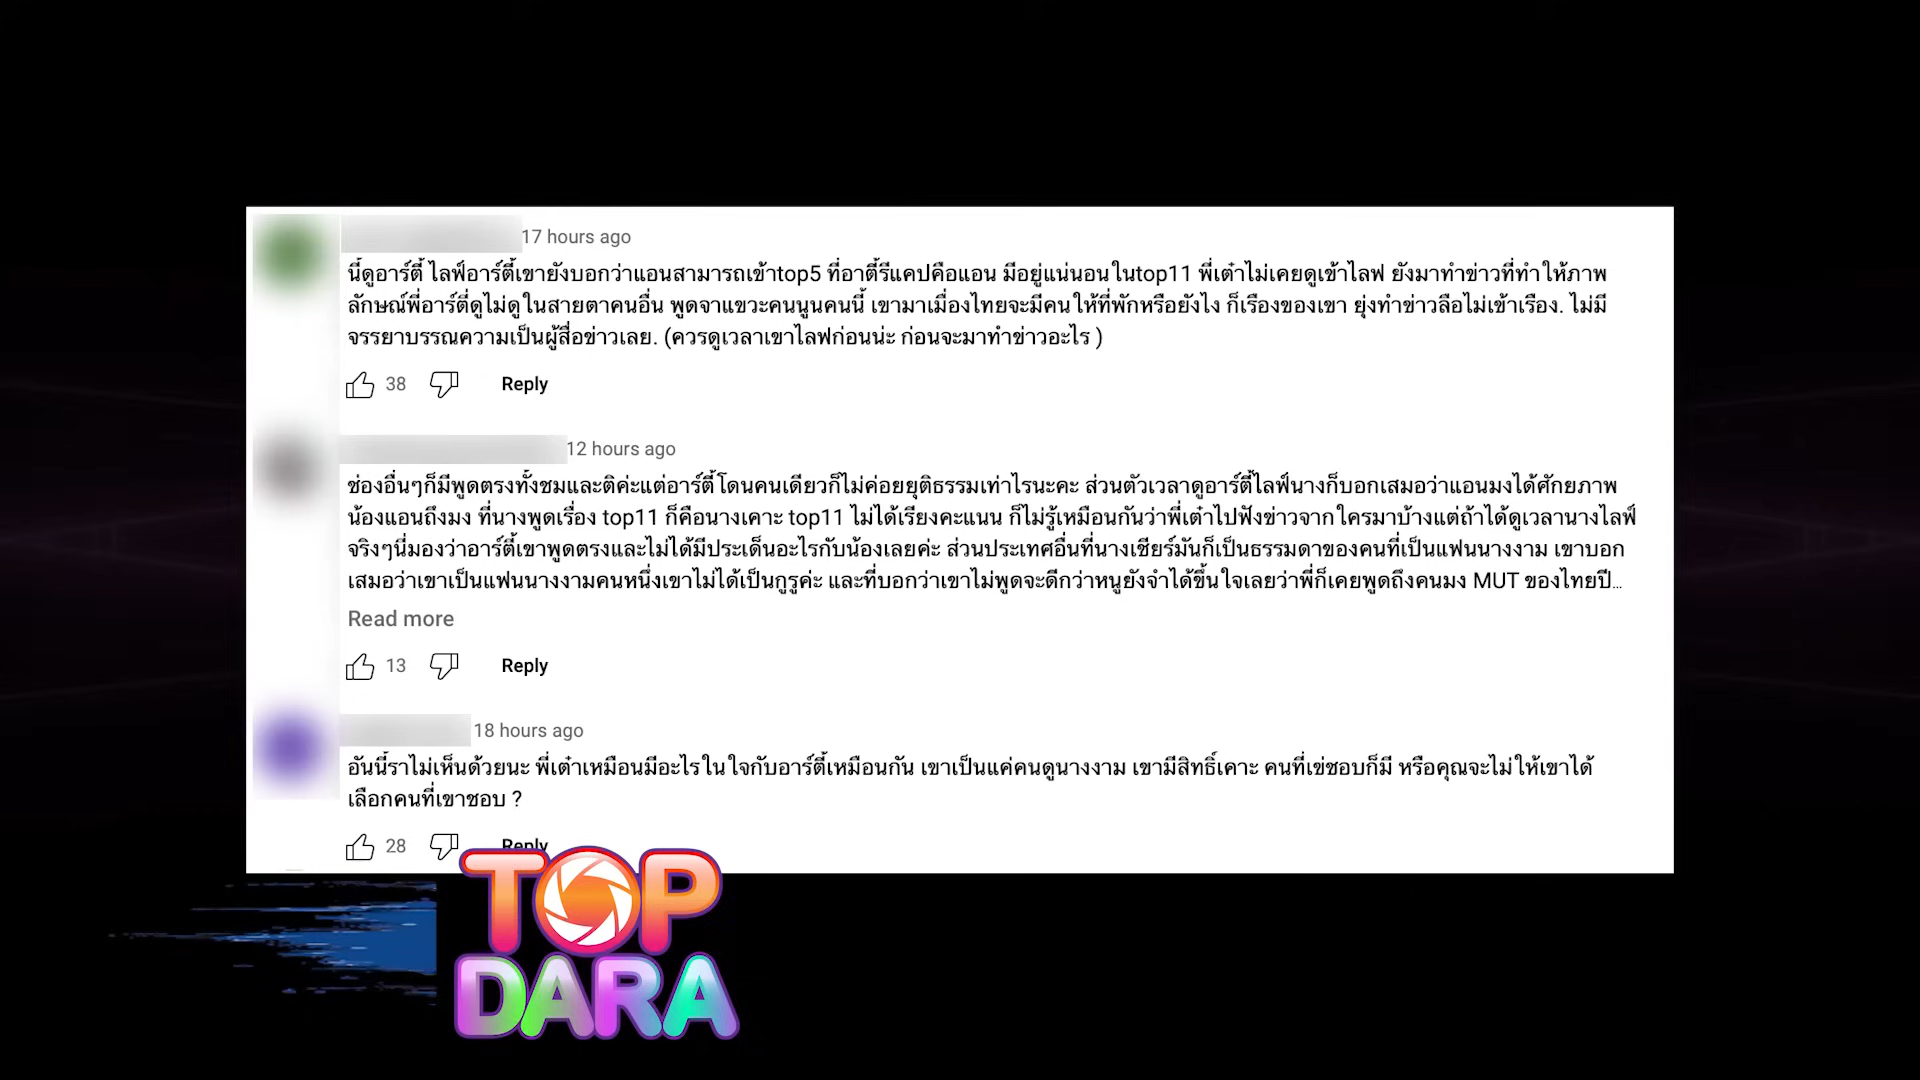 17 hours ago
นี้ดูอาร์ตี้ ไลฟ์อาร์ตี้เขายังบอกว่าแอนสามารถเข้าtop5 ที่อาตี้รีแคปคือแอน มีอยู่แน่นอนในtop11 พี่เต๋าไม่เคยดูเข้าไลฟ ยังมาทำข่าวที่ทำให้ภาพ
ลักษณ์พี่อาร์ตี่ดูไม่ดูในสายตาคนอื่น พูดจาแขวะคนนูนคนนี้ เขามาเมื่องไทยจะมีคนให้ที่พักหรือยังไง ก็เรืองของเขา ยุ่งทำข่าวลือไม่เข้าเรือง. ไม่มี
จรรยาบรรณความเป็นผู้สื่อข่าวเลย. (ควรดูเวลาเขาไลฟก่อนน่ะ ก่อนจะมาทำข่าวอะไร )
38 Reply
12 hours ago
ช่องอื่นๆก็มีพูดตรงทั้งชมและติค่ะแต่อาร์ตี้โดนคนเดียวก็ไม่ค่อยยุติธรรมเท่าไรนะคะ ส่วนตัวเวลาดูอาร์ตี้ไลฟ์นางก็บอกเสมอว่าแอนมงได้ศักยภาพ
น้องแอนถึงมง ที่นางพูดเรื่อง top11 ก็คือนางเคาะ top11 ไม่ได้เรียงคะแนน ก็ไม่รู้เหมือนกันว่าพี่เต๋าไปฟังข่าวจากใครมาบ้างแต่ถ้าได้ดูเวลานางไลฟ์
จริงๆนี่มองว่าอาร์ตี้เขาพูดตรงและไม่ได้มีประเด็นอะไรกับน้องเลยค่ะ ส่วนประเทศอื่นที่นางเชียร์มันก็เป็นธรรมดาของคนที่เป็นแฟนนางงาม เขาบอก
เสมอว่าเขาเป็นแฟนนางงามคนหนึ่งเขาไม่ได้เป็นกูรูค่ะ และที่บอกว่าเขาไม่พูดจะดีกว่าหนูยังจำได้ขึ้นใจเลยว่าพี่ก็เคยพูดถึงคนมง MUT ของไทยปี...
Read more
13 Reply
18 hours ago
อันนี้ราไม่เห็นด้วยนะ พี่เต๋าเหมือนมีอะไรในใจกับอาร์ตี้เหมือนกัน เขาเป็นแค่คนดูนางงาม เขามีสิทธิ์เคาะ คนที่เข่ชอบก็มี หรือคุณจะไม่ให้เขาได้
เลือกคนที่เขาชอบ ?
28 Reply
TOP
DARA